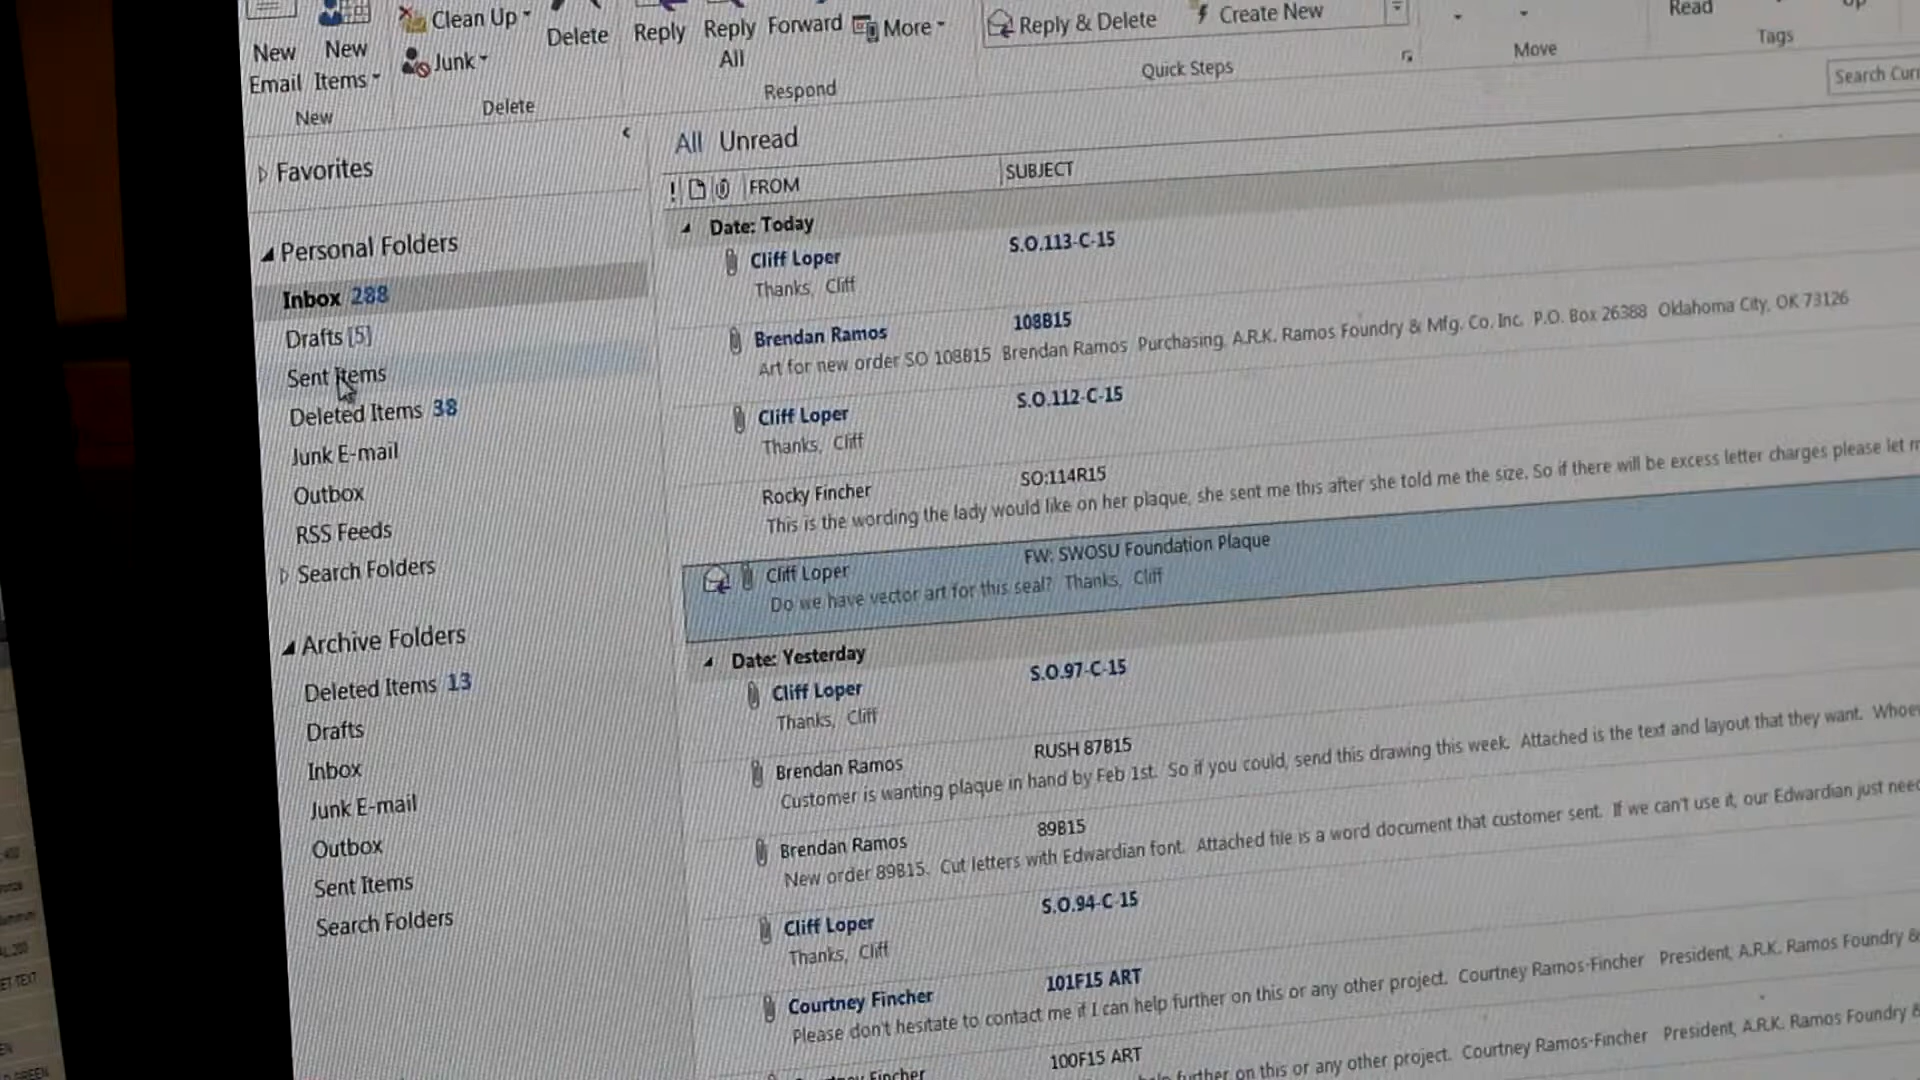 Clean Up
Delete
Reply
Reply
All
Forward
More
Reply & Delete
Create New
Read
New
Email
New
Items
Junk
New
Delete
Respond
Quick Steps
Move
Tags
Search Curr
Favorites
Personal Folders
Inbox 288
Drafts [5]
Sent Items
Deleted Items 38
Junk E-mail
Outbox
RSS Feeds
Search Folders
Archive Folders
Deleted Items 13
Drafts
Inbox
Junk E-mail
Outbox
Sent Items
Search Folders
All Unread
! FROM SUBJECT
Date: Today
Cliff Loper S.O.113-C-15
Thanks, Cliff
Brendan Ramos 108B15
Art for new order SO 108B15 Brendan Ramos Purchasing A.R.K. Ramos Foundry & Mfg. Co. Inc. P.O. Box 26388 Oklahoma City, OK 73126
Cliff Loper S.O.112-C-15
Thanks, Cliff
Rocky Fincher SO:114R15
This is the wording the lady would like on her plaque, she sent me this after she told me the size. So if there will be excess letter charges please let m
Cliff Loper FW: SWOSU Foundation Plaque
Do we have vector art for this seal? Thanks, Cliff
Date: Yesterday
Cliff Loper S.O.97-C-15
Thanks, Cliff
Brendan Ramos RUSH 87B15
Customer is wanting plaque in hand by Feb 1st. So if you could, send this drawing this week. Attached is the text and layout that they want. Whoev
Brendan Ramos 89B15
New order 89B15. Cut letters with Edwardian font. Attached file is a word document that customer sent. If we can't use it, our Edwardian just need
Cliff Loper S.O.94-C-15
Thanks, Cliff
Courtney Fincher 101F15 ART
Please don't hesitate to contact me if I can help further on this or any other project. Courtney Ramos-Fincher President, A.R.K. Ramos Foundry &
Fincher 100F15 ART
further on this or any other project. Courtney Ramos-Fincher President, A.R.K. Ramos Foundry &